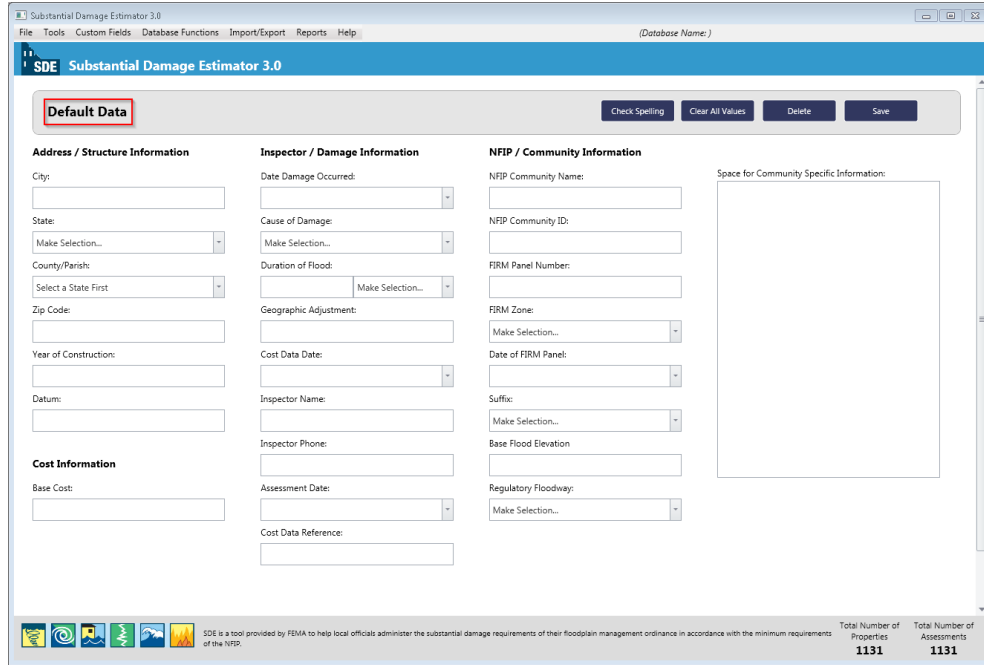 Substantial Damage Estimator 3.0
File Tools Custom Fields Database Functions Import/Export Reports Help (Database Name: )
SDE Substantial Damage Estimator 3.0
Default Data
Check Spelling Clear All Values Delete Save
Address / Structure Information
City:
State:
Make Selection...
County/Parish:
Select a State First
Zip Code:
Year of Construction:
Datum:
Cost Information
Base Cost:
Inspector / Damage Information
Date Damage Occurred:
Cause of Damage:
Make Selection...
Duration of Flood:
Make Selection...
Geographic Adjustment:
Cost Data Date:
Inspector Name:
Inspector Phone:
Assessment Date:
Cost Data Reference:
NFIP / Community Information
NFIP Community Name:
NFIP Community ID:
FIRM Panel Number:
FIRM Zone:
Make Selection...
Date of FIRM Panel:
Suffix:
Make Selection...
Base Flood Elevation
Regulatory Floodway:
Make Selection...
Space for Community Specific Information:
SDE is a tool provided by FEMA to help local officials administer the substantial damage requirements of their floodplain management ordinance in accordance with the minimum requirements
of the NFIP.
Total Number of
Properties
1131
Total Number of
Assessments
1131